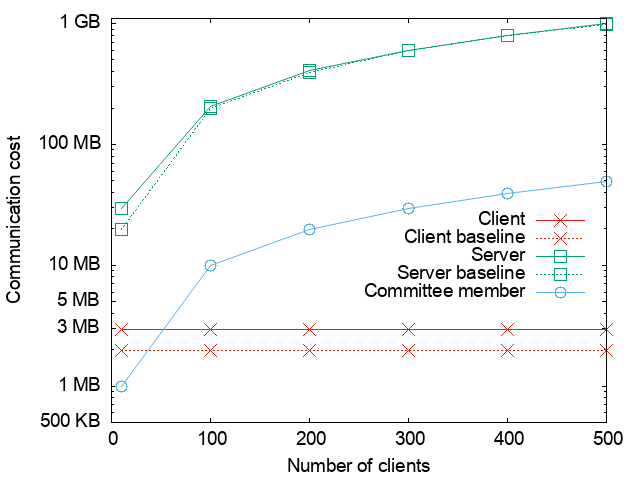 1 GB
100 MB
10 MB
5 MB
3 MB
1 MB
500 KB
Communication cost
Client
Client baseline
Server
Server baseline
Committee member
0 100 200 300 400 500
Number of clients